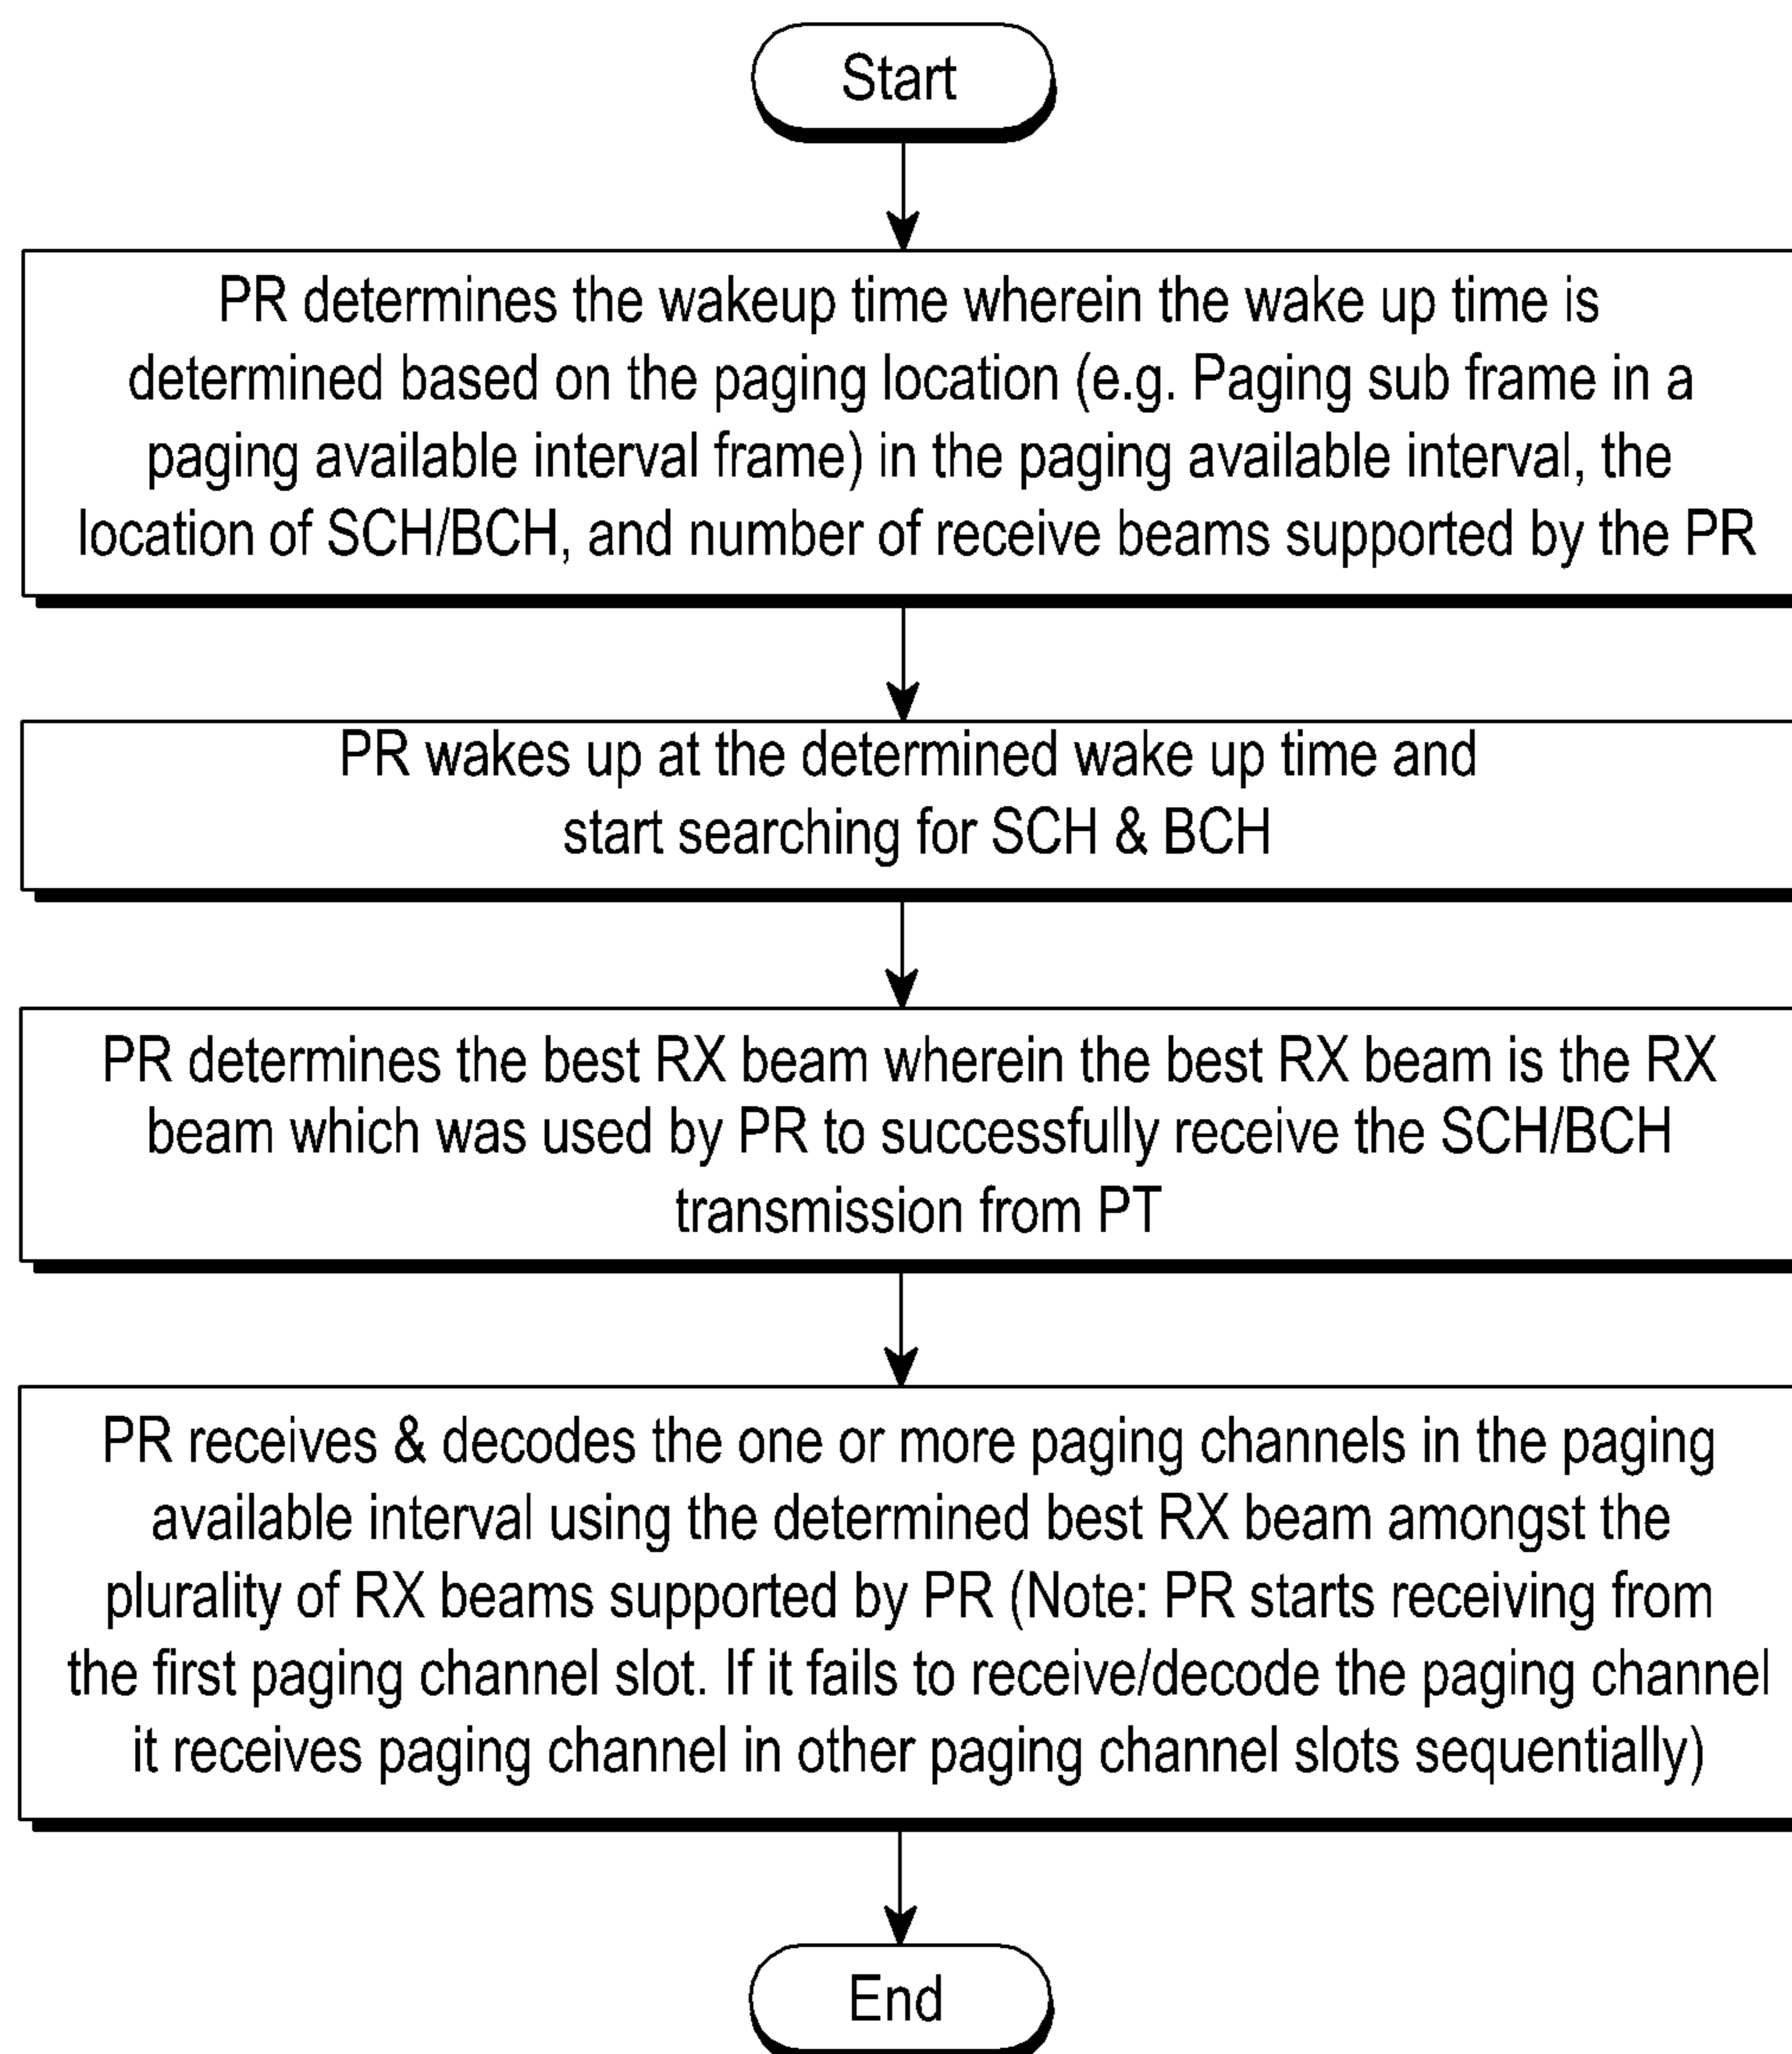 Start
PR determines the wakeup time wherein the wake up time is
determined based on the paging location (e.g. Paging sub frame in a
paging available interval frame) in the paging available interval, the
location of SCH/BCH, and number of receive beams supported by the PR
PR wakes up at the determined wake up time and
start searching for SCH & BCH
PR determines the best RX beam wherein the best RX beam is the RX
beam which was used by PR to successfully receive the SCH/BCH
transmission from PT
PR receives & decodes the one or more paging channels in the paging
available interval using the determined best RX beam amongst the
plurality of RX beams supported by PR (Note: PR starts receiving from
the first paging channel slot. If it fails to receive/decode the paging channel
it receives paging channel in other paging channel slots sequentially)
End